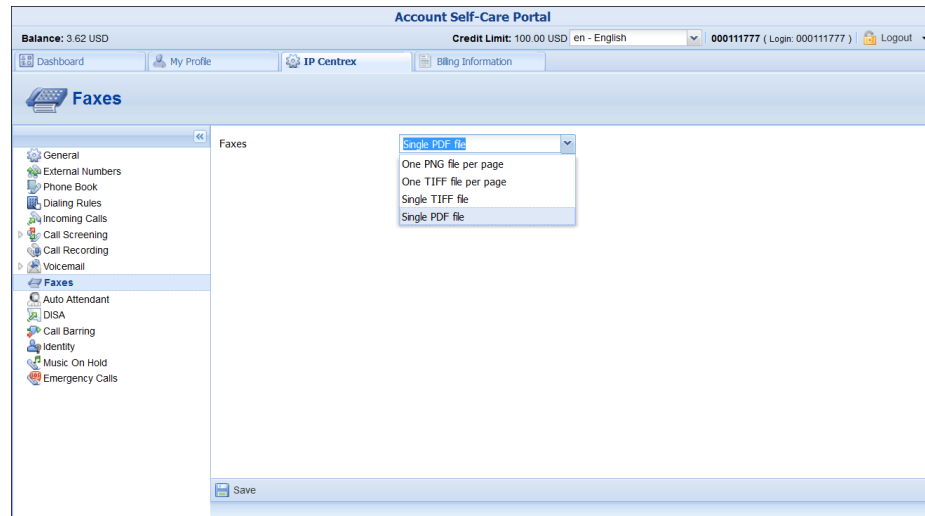 Account Self-Care Portal
Balance: 3.62 USD Credit Limit: 100.00 USD en - English 000111777 ( Login: 000111777 ) Logout
Dashboard My Profile IP Centrex Biling Information
Faxes
Faxes Single PDF file
One PNG file per page
One TIFF file per page
Single TIFF file
Single PDF file
General
External Numbers
Phone Book
Dialing Rules
Incoming Calls
Call Screening
Call Recording
Voicemail
Faxes
Auto Attendant
DISA
Call Barring
Identity
Music On Hold
Emergency Calls
Save